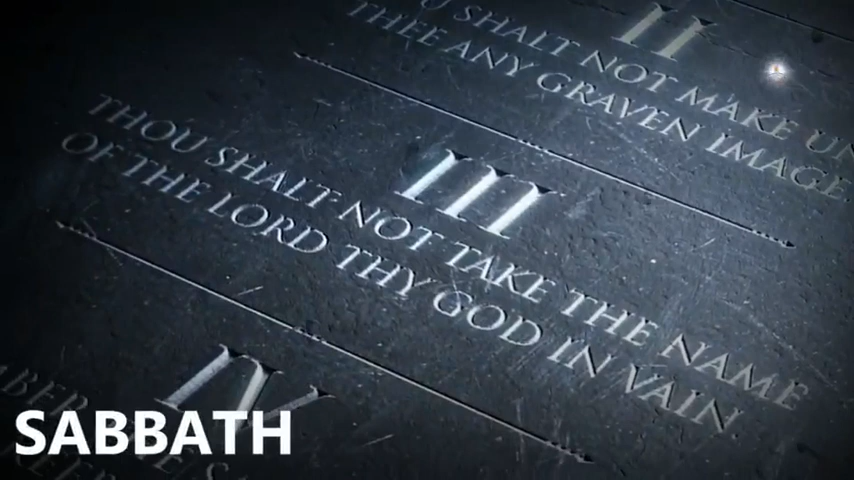 II
U SHALT NOT MAKE UN
THEE ANY GRAVEN IMAGE.
III
THOU SHALT NOT TAKE THE NAME
OF THE LORD THY GOD IN VAIN.
IV
SABBATH